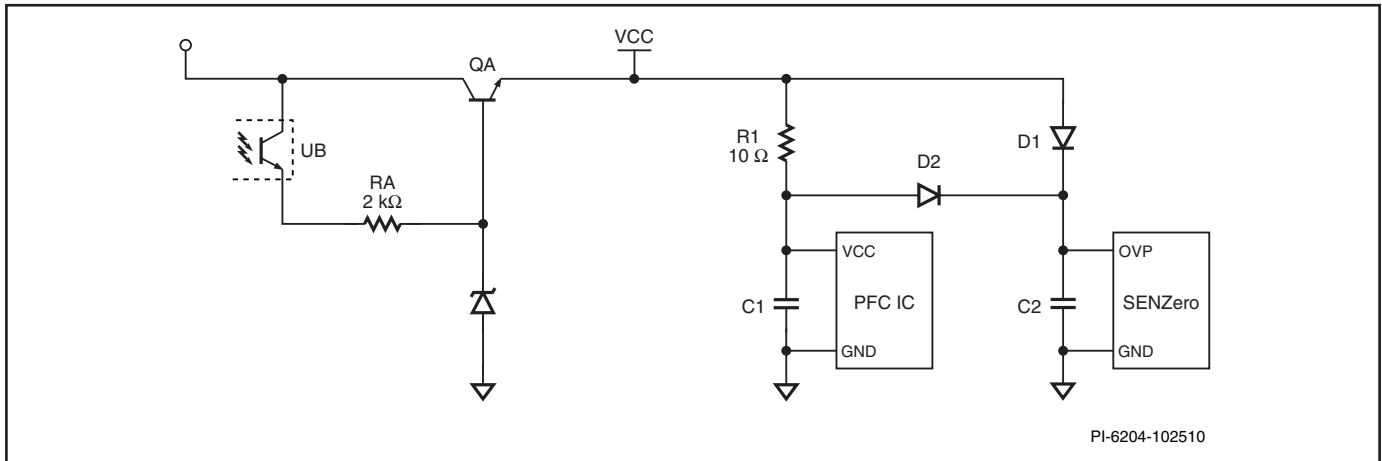 VCC
QA
UB
RA
2 kΩ
R1
10 Ω
D1
D2
VCC
PFC IC
GND
C1
OVP
SENZero
GND
C2
PI-6204-102510